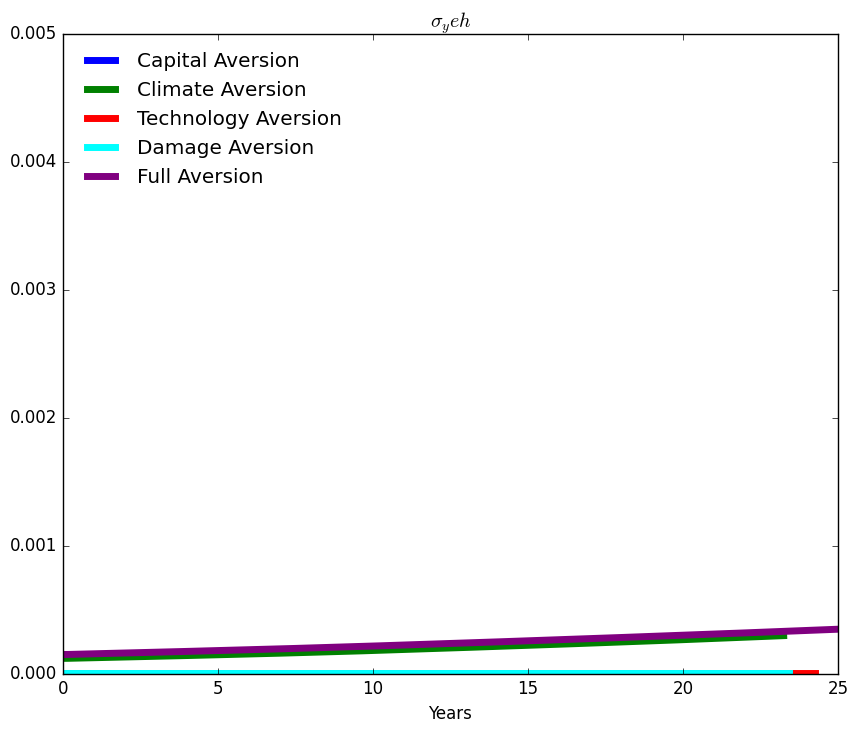 σ_y eh
0.005
Capital Aversion
Climate Aversion
Technology Aversion
Damage Aversion
Full Aversion
0.004
0.003
0.002
0.001
0.000
0 5 10 15 20 25
Years